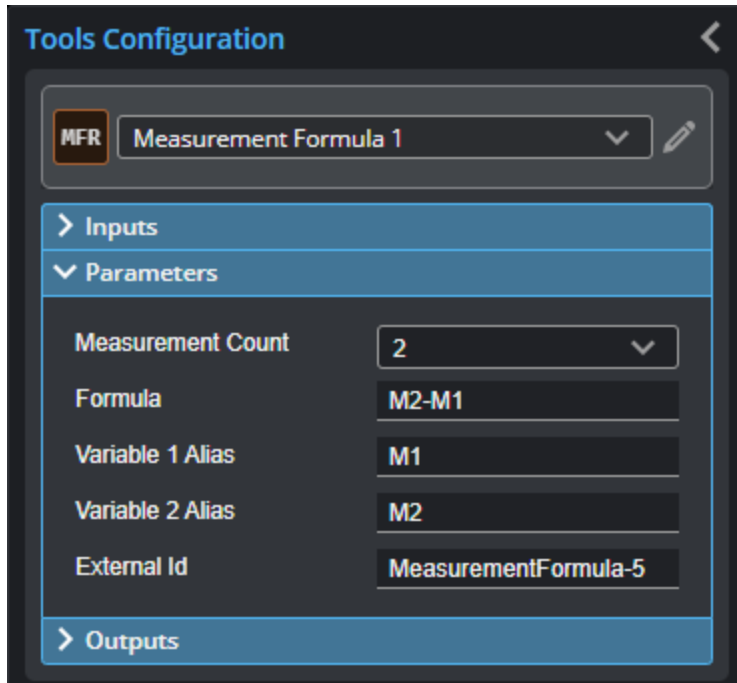 Tools Configuration
MFR Measurement Formula 1
Inputs
Parameters
Measurement Count 2
Formula M2-M1
Variable 1 Alias M1
Variable 2 Alias M2
External Id MeasurementFormula-5
Outputs